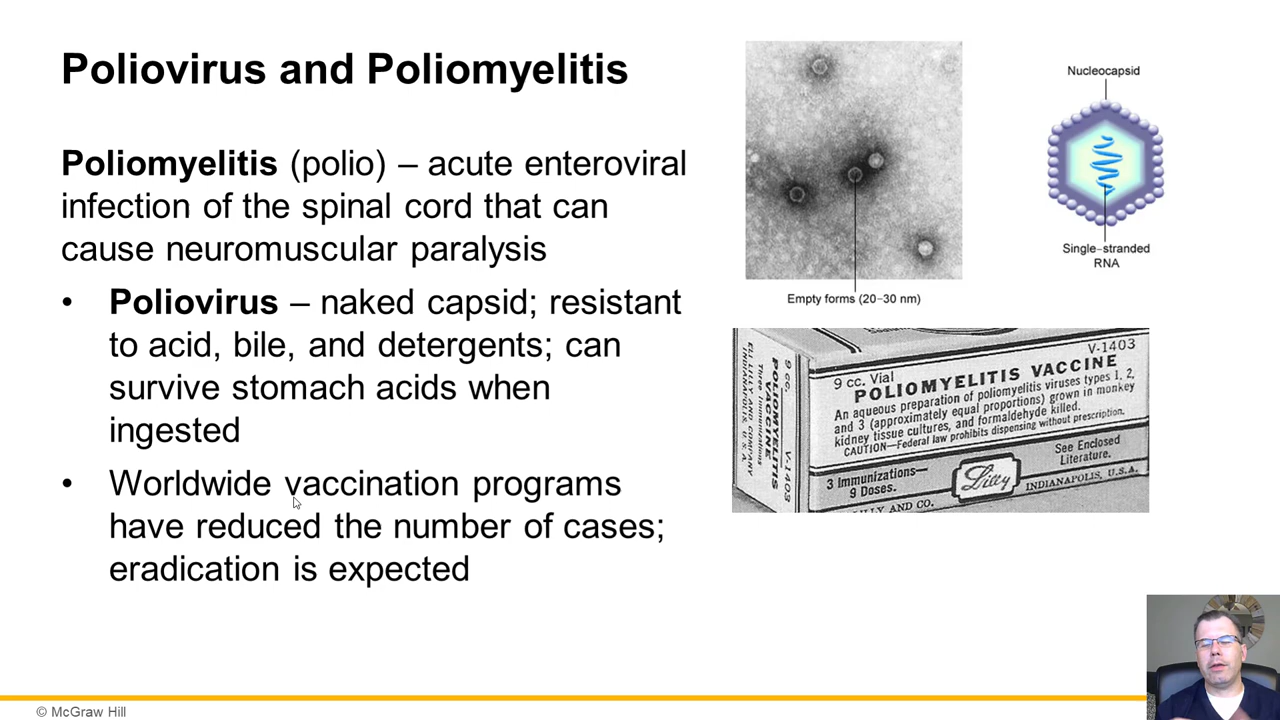 Poliovirus and Poliomyelitis
Poliomyelitis (polio) – acute enteroviral
infection of the spinal cord that can
cause neuromuscular paralysis
• Poliovirus – naked capsid; resistant
to acid, bile, and detergents; can
survive stomach acids when
ingested
• Worldwide vaccination programs
have reduced the number of cases;
eradication is expected
Empty forms (20–30 nm)
Nucleocapsid
Single–stranded
RNA
V-1403
9 cc. Vial
POLIOMYELITIS VACCINE
An aqueous preparation of poliomyelitis viruses types 1, 2,
and 3 (approximately equal proportions) grown in monkey
kidney tissue cultures, and formaldehyde killed.
CAUTION—Federal law prohibits dispensing without prescription.
3 Immunizations—
9 Doses.
Lilly
See Enclosed
Literature.
LILLY AND CO.
INDIANAPOLIS, U.S.A.
9 cc. V-1403
POLIOMYELITIS
VACCINE
Three Immunizations
ELI LILLY AND COMPANY
INDIANAPOLIS, U.S.A.
© McGraw Hill